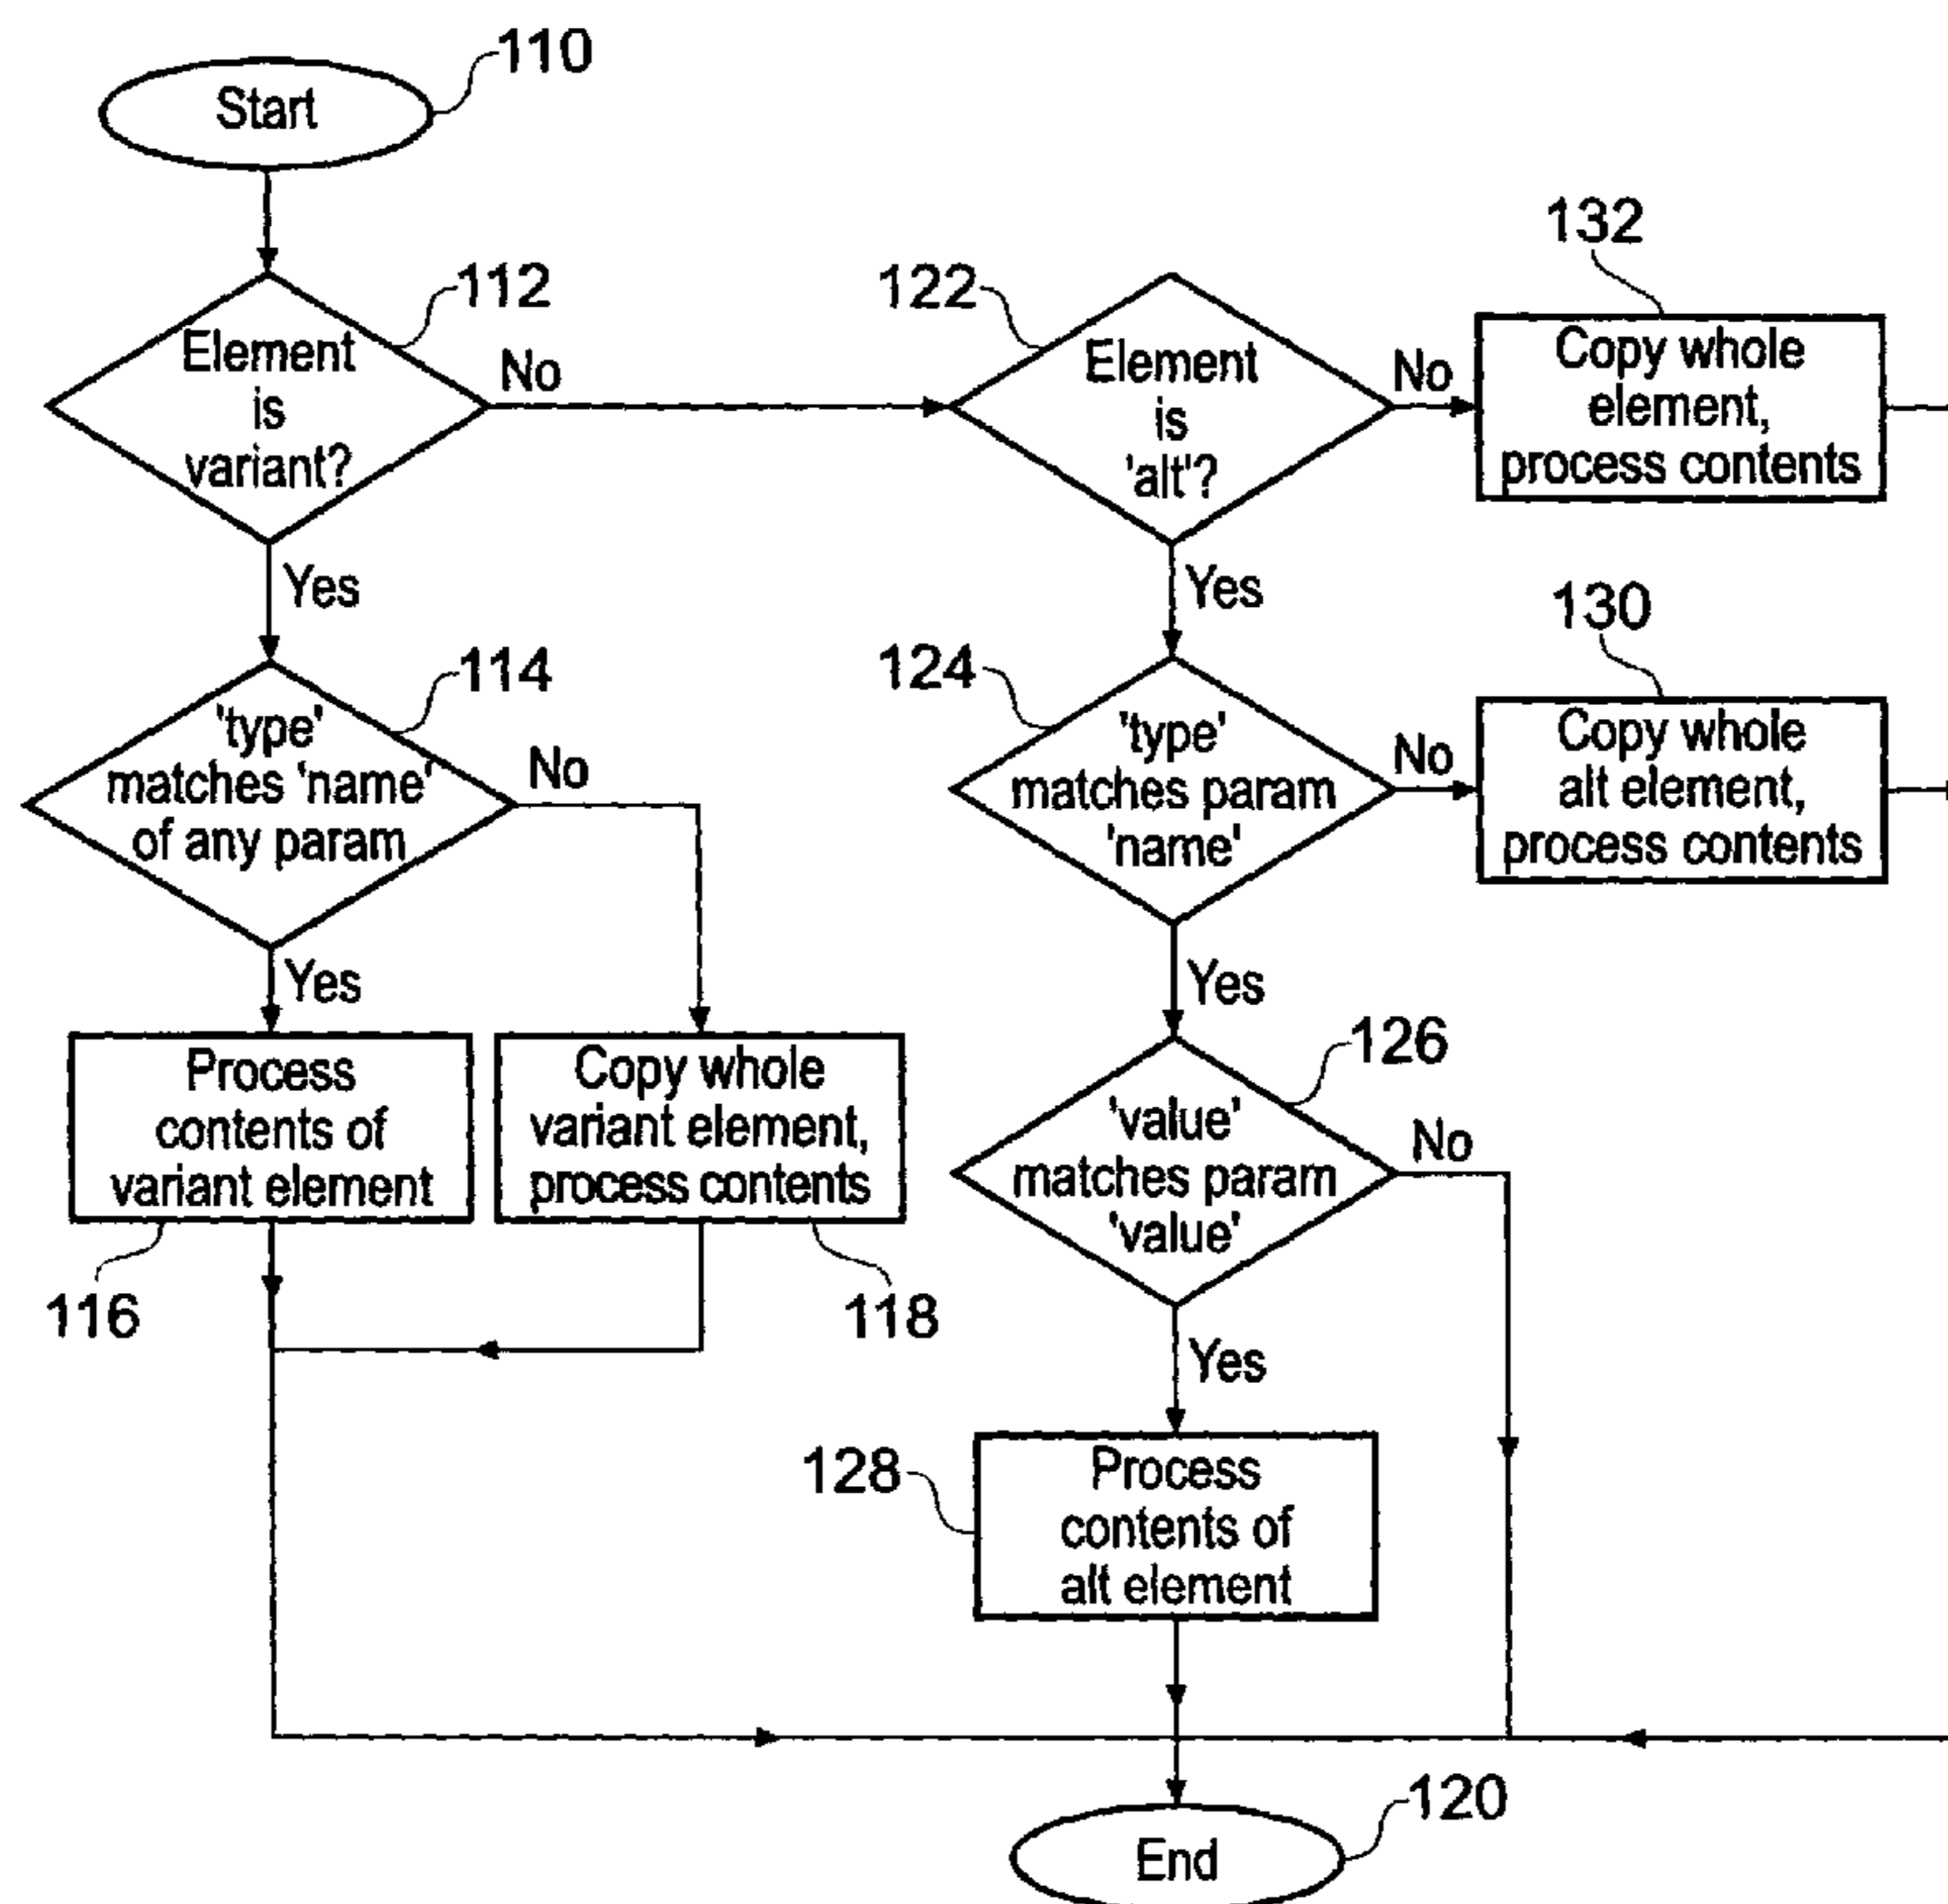 110
Start
112
Element
is
variant?
No
Yes
122
Element
is
'alt'?
No
Yes
132
Copy whole
element,
process contents
114
'type'
matches 'name'
of any param
No
Yes
124
'type'
matches param
'name'
No
Yes
130
Copy whole
alt element,
process contents
Process
contents of
variant element
116
Copy whole
variant element,
process contents
118
126
'value'
matches param
'value'
No
Yes
128
Process
contents of
alt element
120
End